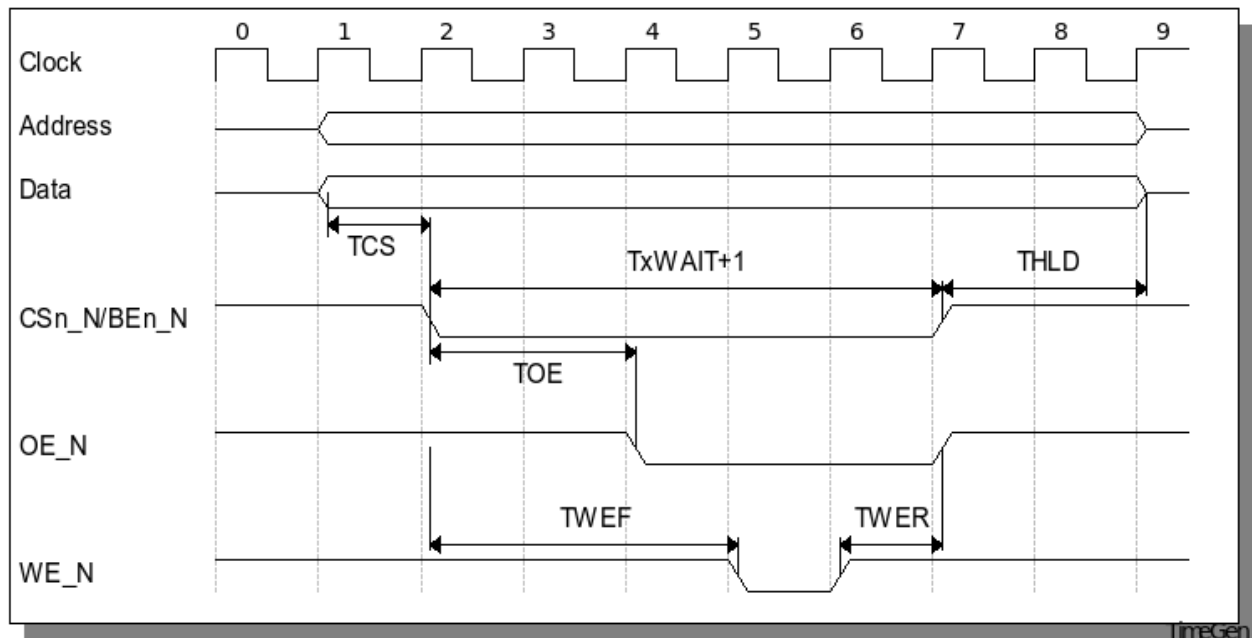 0 1 2 3 4 5 6 7 8 9
Clock
Address
Data
TCS
TxWAIT+1
THLD
CSn_N/BEn_N
TOE
OE_N
TWEF
TWER
WE_N
TimeGen